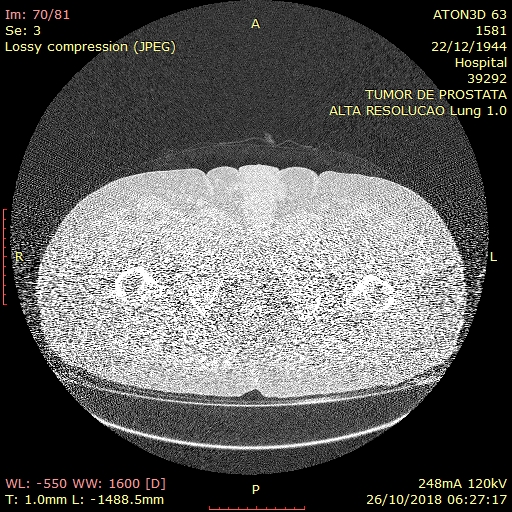 Im: 70/81
Se: 3
Lossy compression (JPEG)
ATON3D 63
1581
22/12/1944
Hospital
39292
TUMOR DE PROSTATA
ALTA RESOLUCAO Lung 1.0
A
R
L
P
WL: -550 WW: 1600 [D]
T: 1.0mm L: -1488.5mm
248mA 120kV
26/10/2018 06:27:17